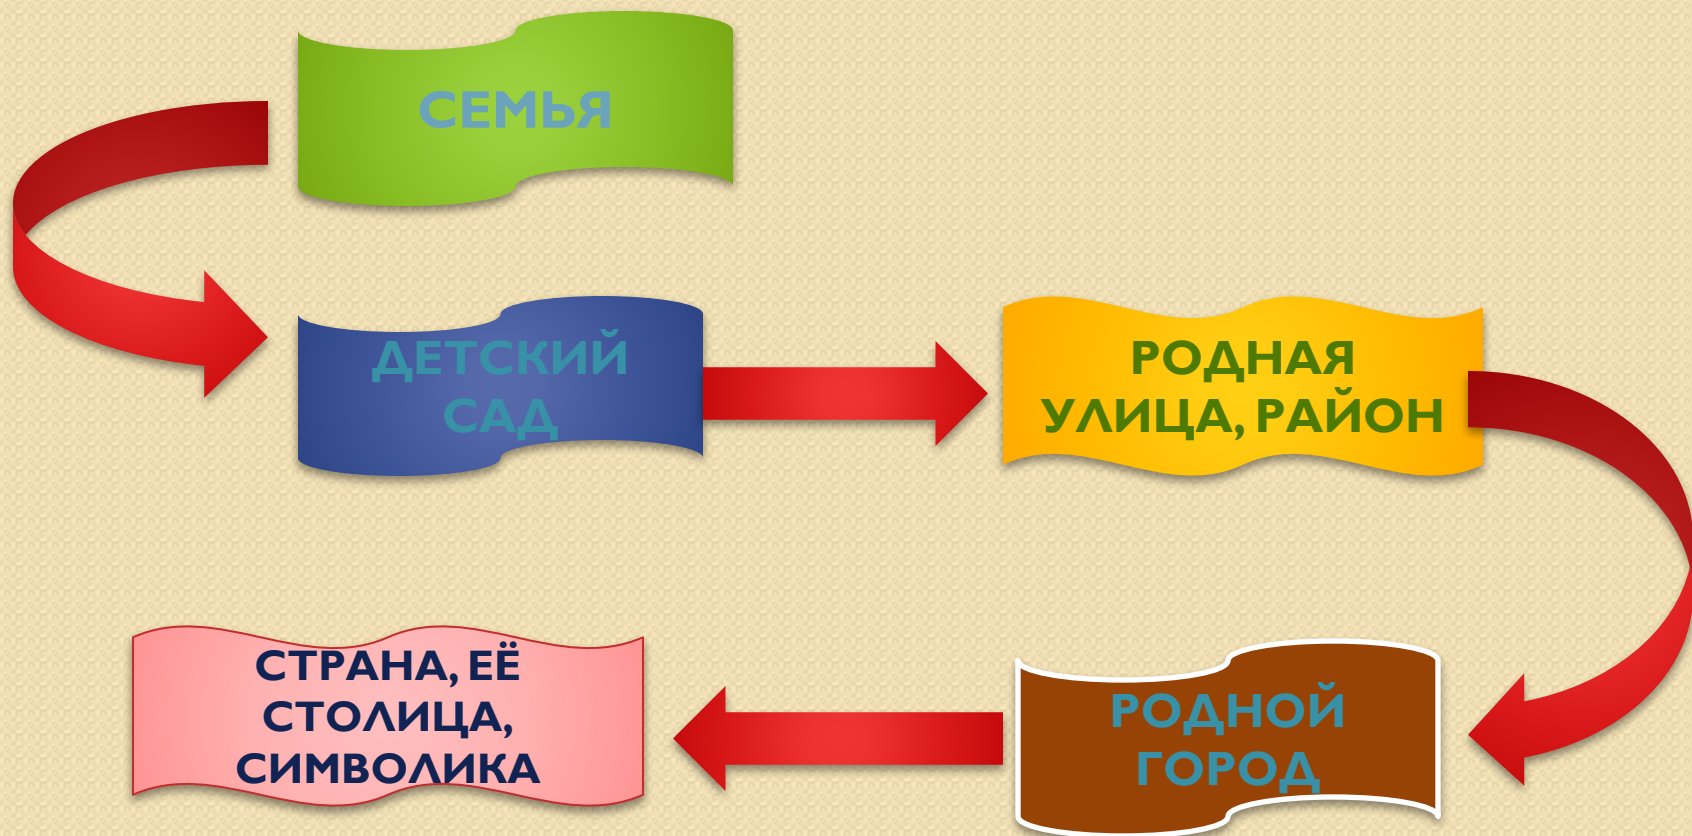 СЕМЬЯ
ДЕТСКИЙ
САД
РОДНАЯ
УЛИЦА, РАЙОН
РОДНОЙ
ГОРОД
СТРАНА, ЕЁ
СТОЛИЦА,
СИМВОЛИКА